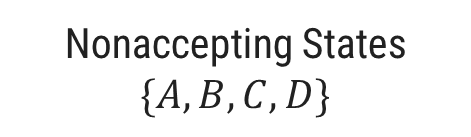 Nonaccepting States
{A, B, C, D}